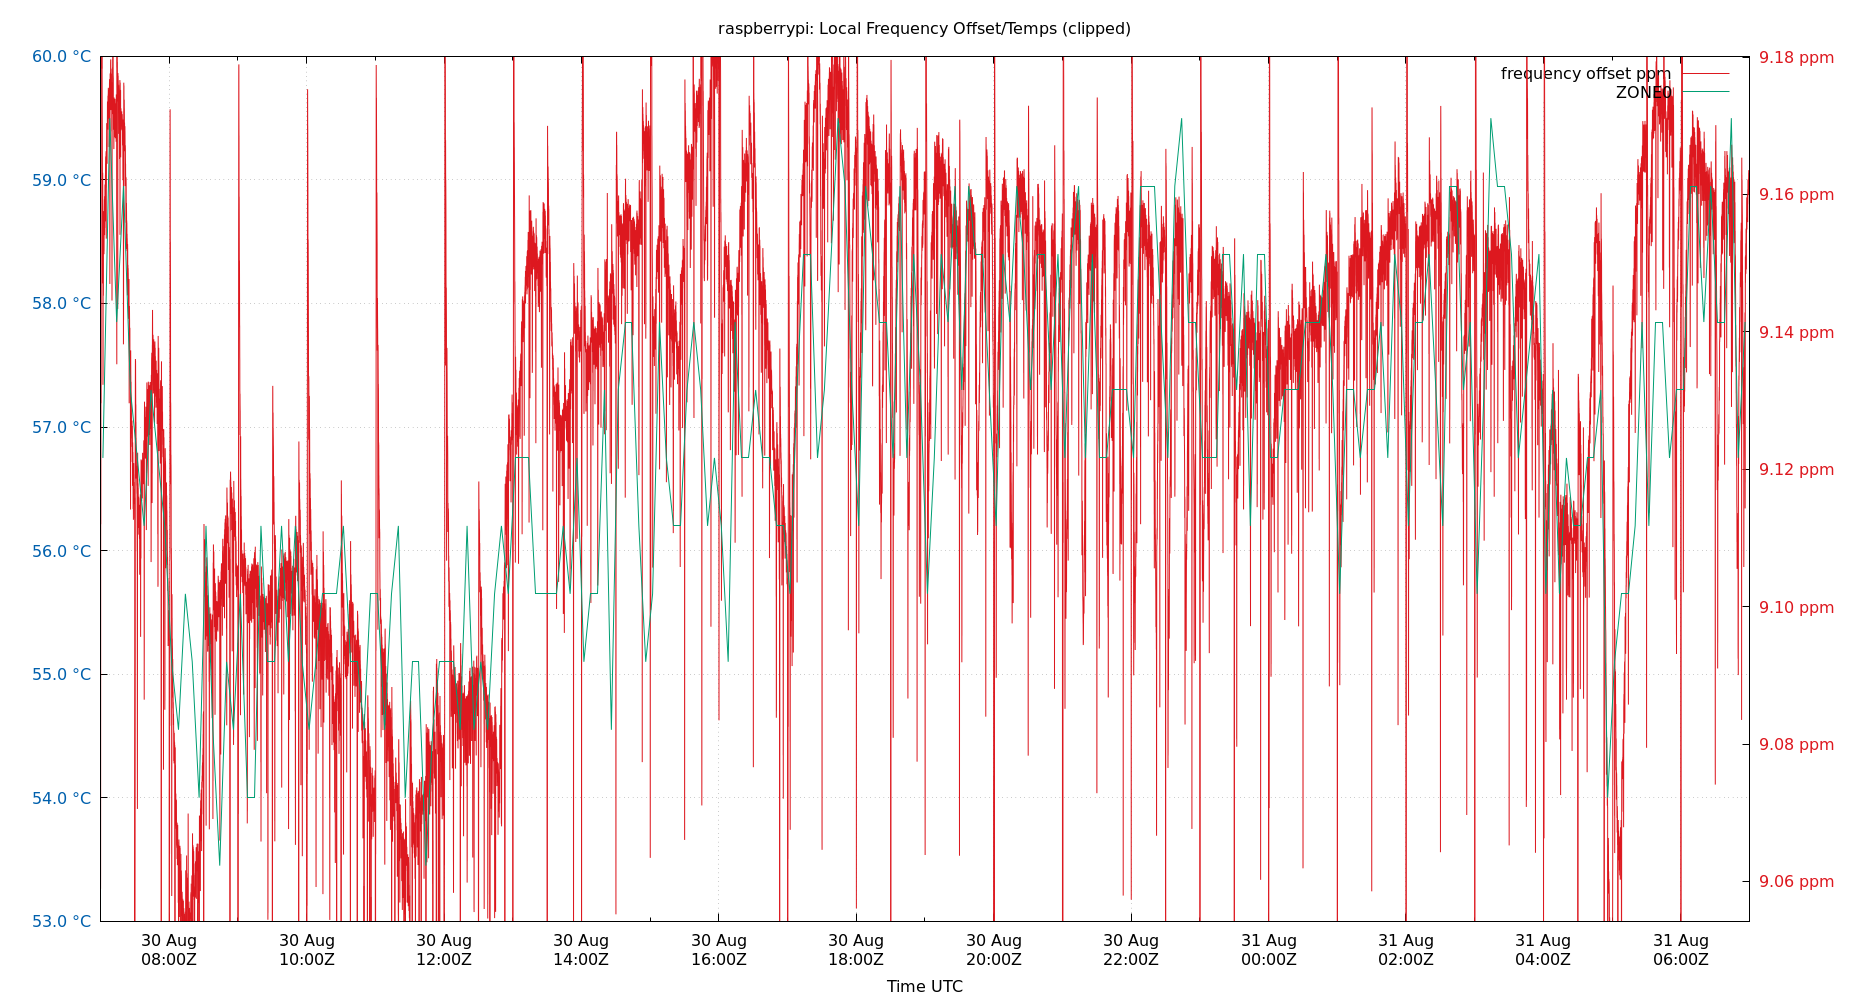 raspberrypi: Local Frequency Offset/Temps (clipped)
60.0 °C
59.0 °C
58.0 °C
57.0 °C
56.0 °C
55.0 °C
54.0 °C
53.0 °C
9.18 ppm
9.16 ppm
9.14 ppm
9.12 ppm
9.10 ppm
9.08 ppm
9.06 ppm
frequency offset ppm
ZONE0
30 Aug
08:00Z
30 Aug
10:00Z
30 Aug
12:00Z
30 Aug
14:00Z
30 Aug
16:00Z
30 Aug
18:00Z
30 Aug
20:00Z
30 Aug
22:00Z
31 Aug
00:00Z
31 Aug
02:00Z
31 Aug
04:00Z
31 Aug
06:00Z
Time UTC